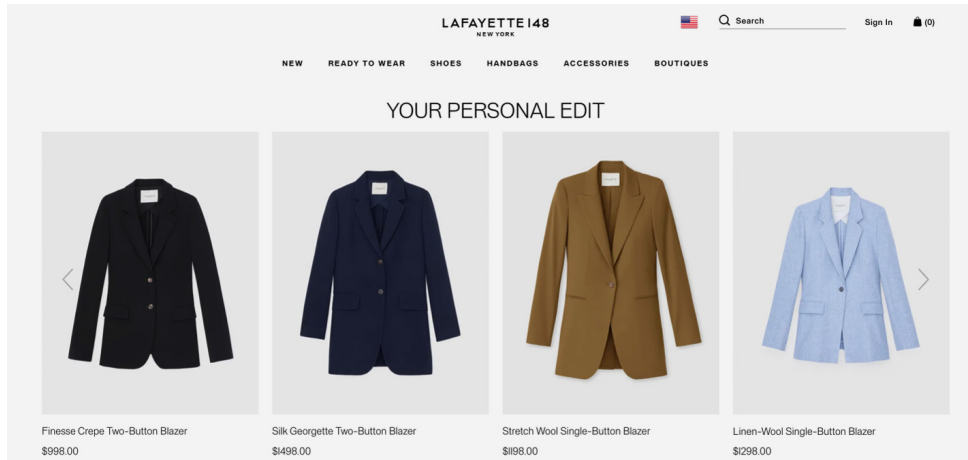 LAFAYETTE 148
NEW YORK
Search
Sign In
(0)
NEW READY TO WEAR SHOES HANDBAGS ACCESSORIES BOUTIQUES
YOUR PERSONAL EDIT
Finesse Crepe Two-Button Blazer
$998.00
Silk Georgette Two-Button Blazer
$1498.00
Stretch Wool Single-Button Blazer
$1198.00
Linen-Wool Single-Button Blazer
$1298.00